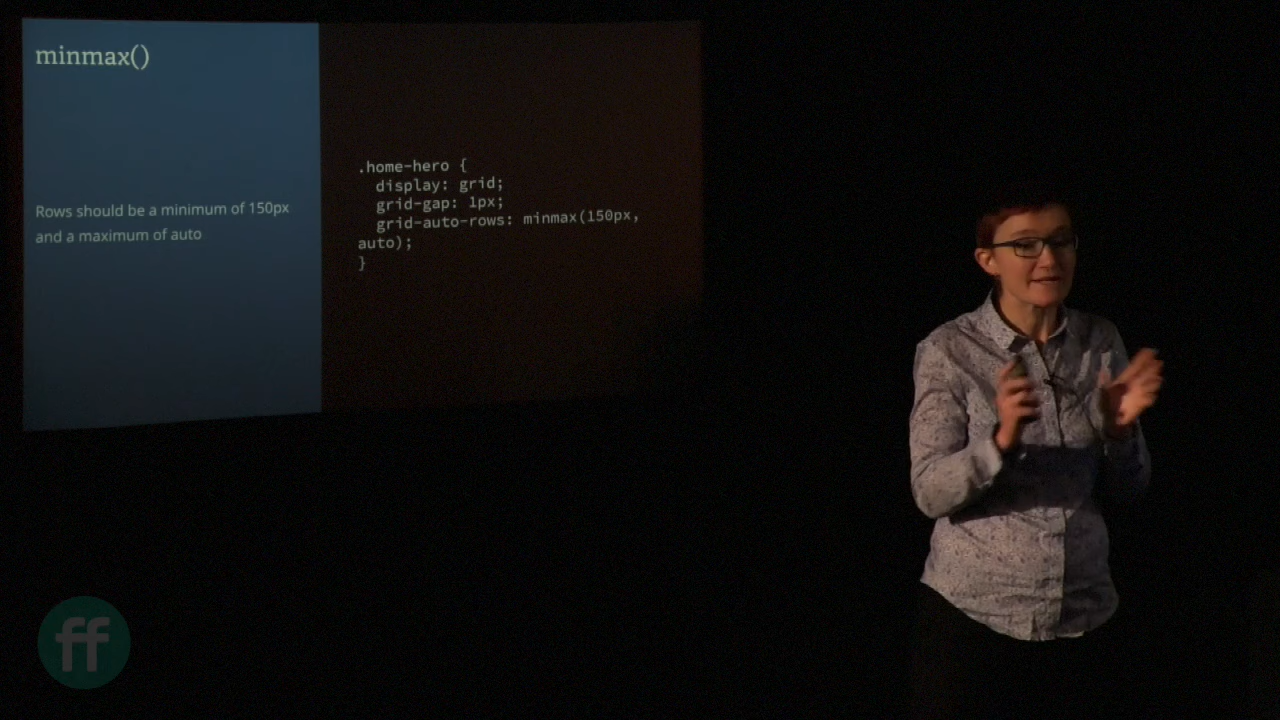 minmax()
Rows should be a minimum of 150px
and a maximum of auto
.home-hero {
  display: grid;
  grid-gap: 1px;
  grid-auto-rows: minmax(150px,
auto);
}
ff